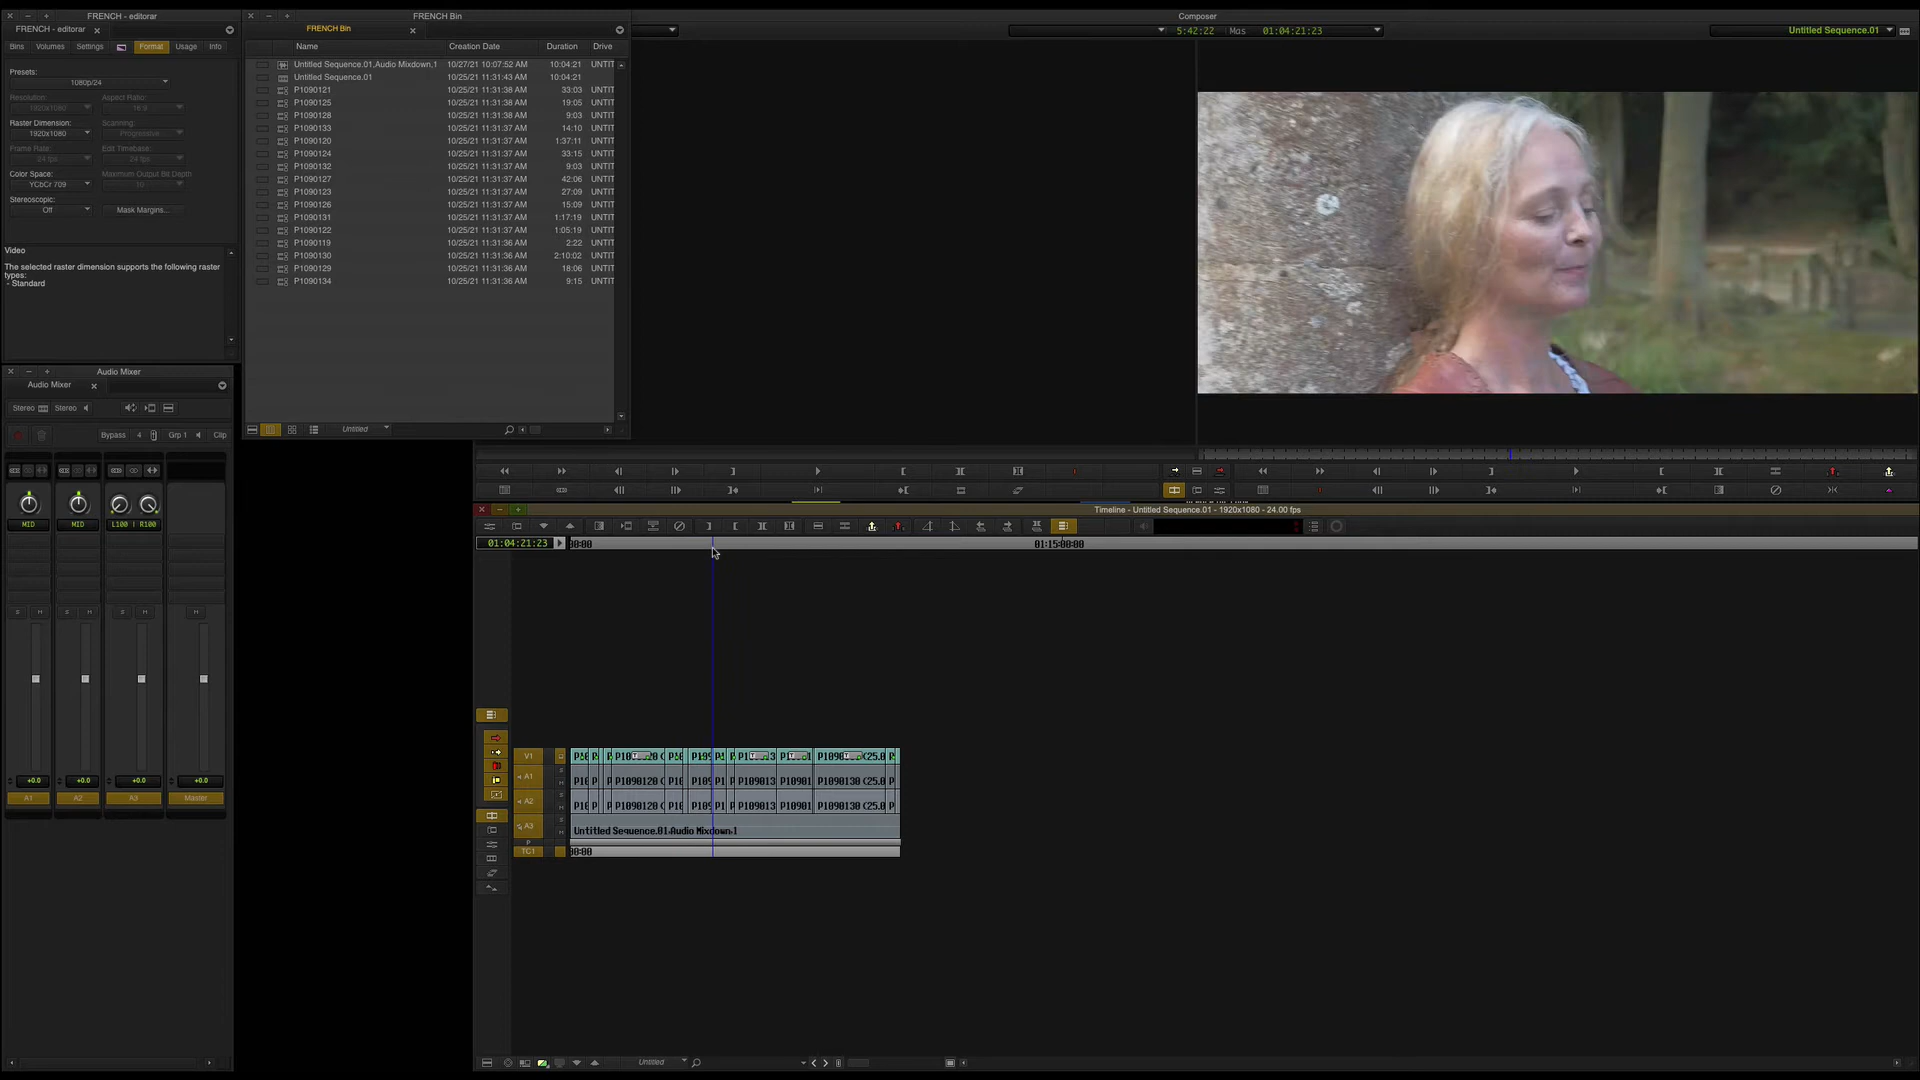 FRENCH - editorar
FRENCH - editorar
Bins Volumes Settings Format Usage Info
Presets:
1080p/24
Resolution: Aspect Ratio:
1920x1080 16:9
Raster Dimension: Scanning:
1920x1080 Progressive
Frame Rate: Edit Timebase:
24 fps 24 fps
Color Space: Maximum Output Bit Depth
YCbCr 709 10
Stereoscopic:
Off Mask Margins...
Video
The selected raster dimension supports the following raster
types:
- Standard
FRENCH Bin
FRENCH Bin
Name Creation Date Duration Drive
Untitled Sequence.01,Audio Mixdown,1 10/27/21 10:07:52 AM 10:04:21 UNTIT
Untitled Sequence.01 10/25/21 11:31:43 AM 10:04:21
P1090121 10/25/21 11:31:38 AM 33:03 UNTIT
P1090125 10/25/21 11:31:38 AM 19:05 UNTIT
P1090128 10/25/21 11:31:38 AM 9:03 UNTIT
P1090133 10/25/21 11:31:37 AM 14:10 UNTIT
P1090120 10/25/21 11:31:37 AM 1:37:11 UNTIT
P1090124 10/25/21 11:31:37 AM 33:15 UNTIT
P1090132 10/25/21 11:31:37 AM 9:03 UNTIT
P1090127 10/25/21 11:31:37 AM 42:06 UNTIT
P1090123 10/25/21 11:31:37 AM 27:09 UNTIT
P1090126 10/25/21 11:31:37 AM 15:09 UNTIT
P1090131 10/25/21 11:31:37 AM 1:17:19 UNTIT
P1090122 10/25/21 11:31:37 AM 1:05:19 UNTIT
P1090119 10/25/21 11:31:36 AM 2:22 UNTIT
P1090130 10/25/21 11:31:36 AM 2:10:02 UNTIT
P1090129 10/25/21 11:31:36 AM 18:06 UNTIT
P1090134 10/25/21 11:31:36 AM 9:15 UNTIT
Untitled
Composer
5:42:22 Mas 01:04:21:23 Untitled Sequence.01
Audio Mixer
Audio Mixer
Stereo Stereo
Bypass 4 Grp 1 Clip
MID MID L100 | R100
S M S M S M M
+0.0 +0.0 +0.0 +0.0
A1 A2 A3 Master
Timeline - Untitled Sequence.01 - 1920x1080 - 24.00 fps
01:04:21:23 00:00 01:15:00:00
V1
A1 P1090120 P1090130 (25.0
A2 P1090120 P1090130 (25.0
A3 Untitled Sequence.01,Audio Mixdown,1
TC1 00:00
Untitled